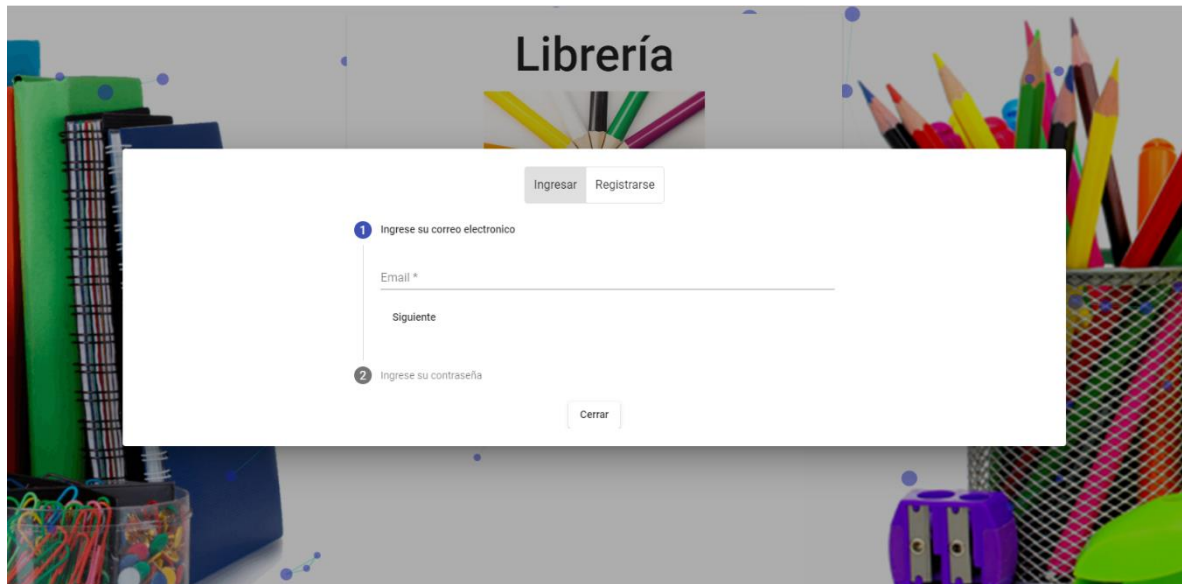 Librería
Ingresar Registrarse
1 Ingrese su correo electronico
Email *
Siguiente
2 Ingrese su contraseña
Cerrar